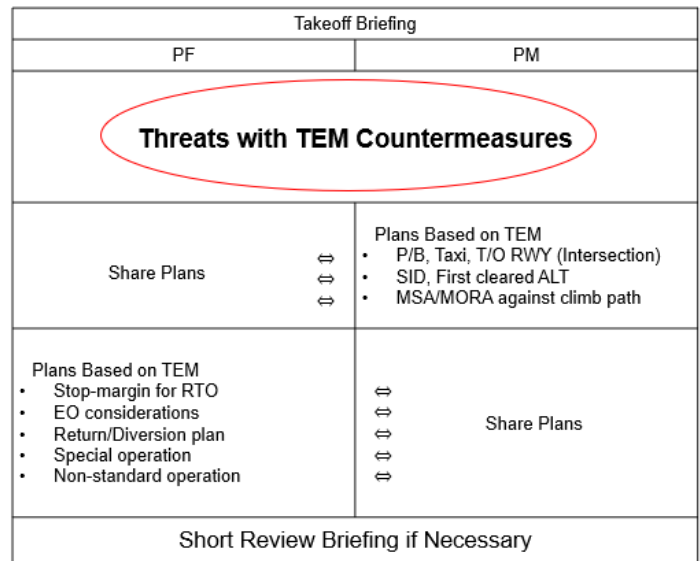 Takeoff Briefing
PF
PM
Threats with TEM Countermeasures
Share Plans
⇔
⇔
⇔
Plans Based on TEM
• P/B, Taxi, T/O RWY (Intersection)
• SID, First cleared ALT
• MSA/MORA against climb path
Plans Based on TEM
• Stop-margin for RTO
• EO considerations
• Return/Diversion plan
• Special operation
• Non-standard operation
⇔
⇔
⇔
⇔
⇔
Share Plans
Short Review Briefing if Necessary